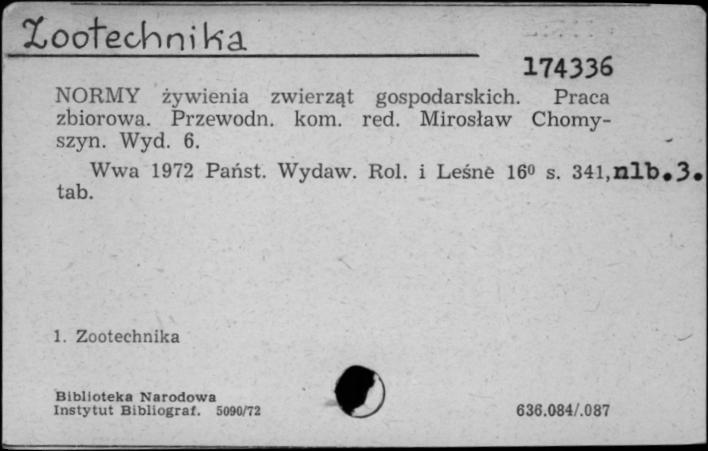 Zootechnika
174336
NORMY żywienia zwierząt gospodarskich. Praca
zbiorowa. Przewodn. kom. red. Mirosław Chomy-
szyn. Wyd. 6.
Wwa 1972 Państ. Wydaw. Rol. i Leśne 16⁰ s. 341, nlb.3.
tab.
1. Zootechnika
Biblioteka Narodowa
Instytut Bibliograf. 5090/72
636.084/.087